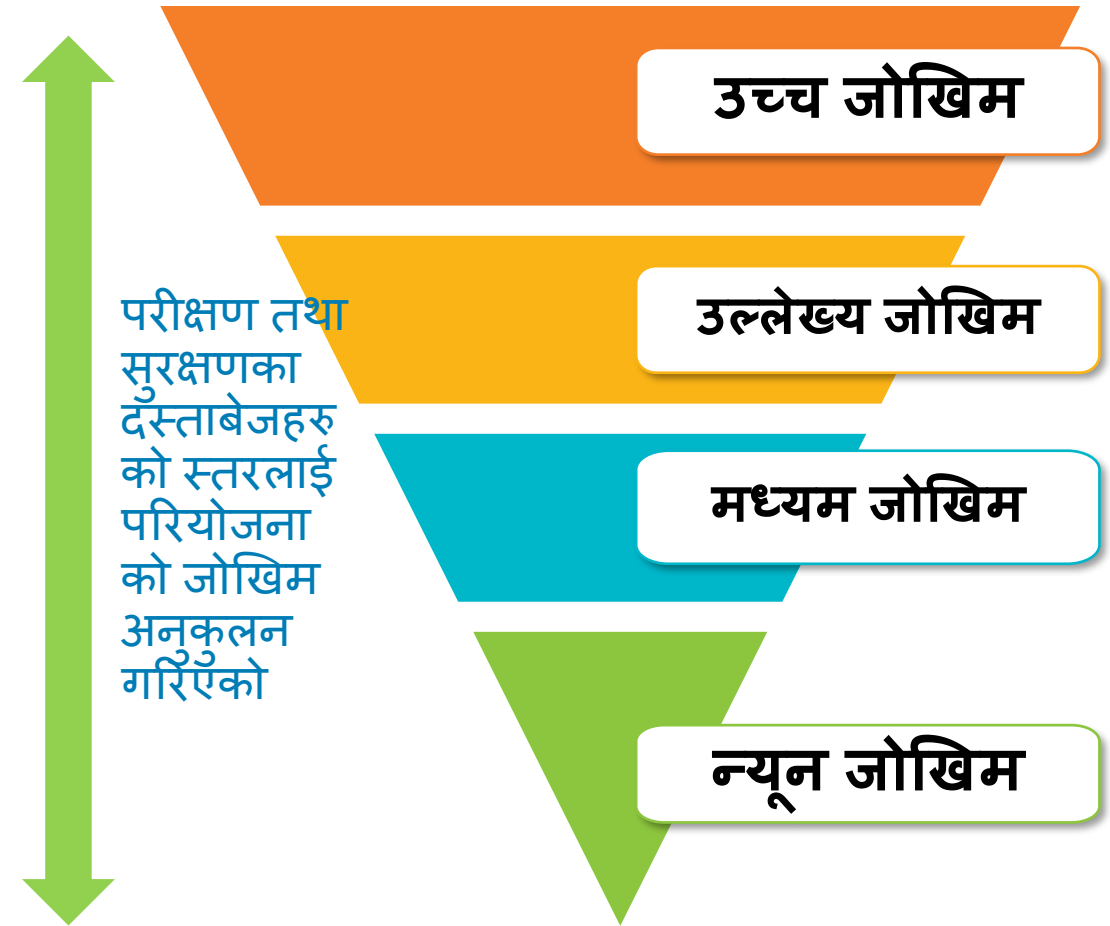 उच्च जोखिम
उल्लेख्य जोखिम
परीक्षण तथा
सुरक्षणका
दस्ताबेजहरु
को स्तरलाई
परियोजना
को जोखिम
अनुकुलन
गरिएको
मध्यम जोखिम
न्यून जोखिम